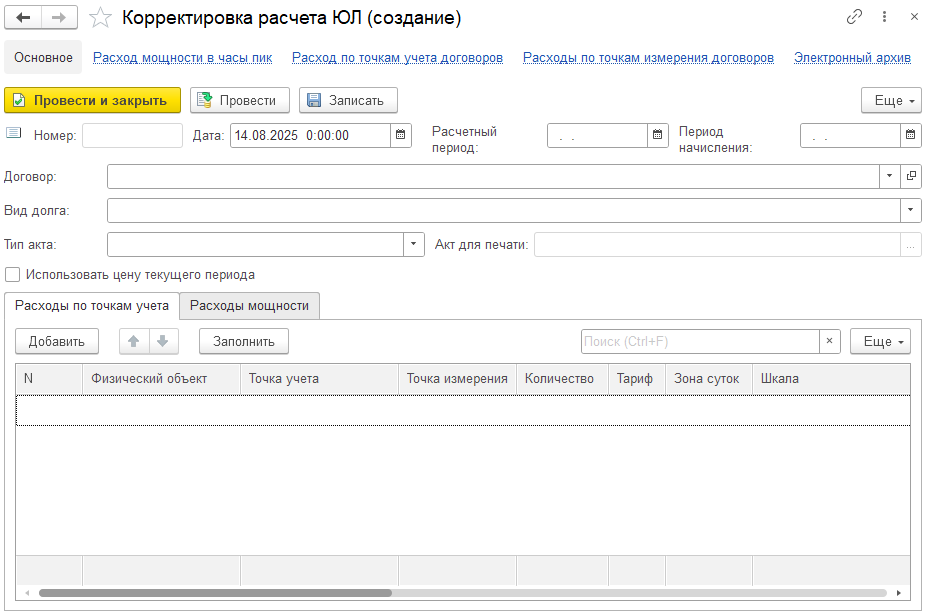 Корректировка расчета ЮЛ (создание)
Основное Расход мощности в часы пик Расход по точкам учета договоров Расходы по точкам измерения договоров Электронный архив
Провести и закрыть Провести Записать Еще
Номер: Дата: 14.08.2025 0:00:00 Расчетный период: . . Период начисления: . .
Договор:
Вид долга:
Тип акта: Акт для печати: ...
Использовать цену текущего периода
Расходы по точкам учета Расходы мощности
Добавить Заполнить Поиск (Ctrl+F) × Еще
N Физический объект Точка учета Точка измерения Количество Тариф Зона суток Шкала